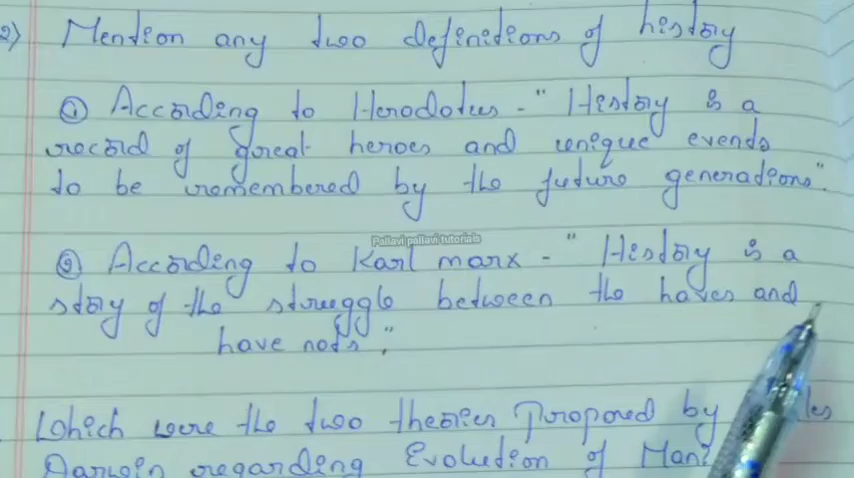 2) Mention any two definitions of history
① According to Herodotus - "History is a
record of great heroes and unique events
to be remembered by the future generations".
Pallavi pallavi tutorials
② According to Karl marx - "History is a
story of the struggle between the haves and
have nots".
Which were the two theories Proposed by
Darwin regarding Evolution of Man?